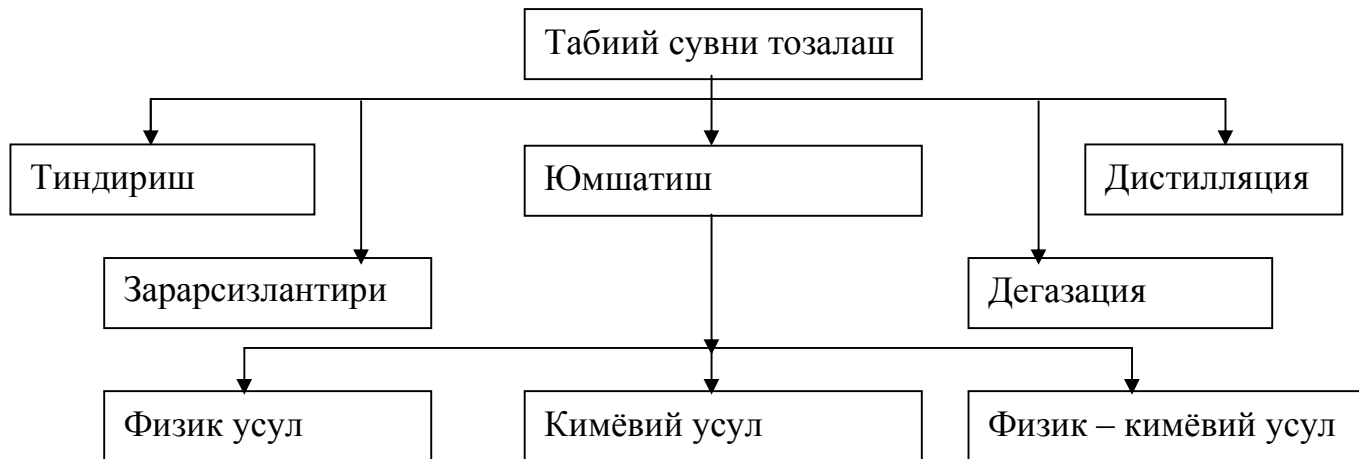 Табиий сувни тозалаш
Тиндириш
Юмшатиш
Дистилляция
Зарарсизлантири
Дегазация
Физик усул
Кимёвий усул
Физик – кимёвий усул